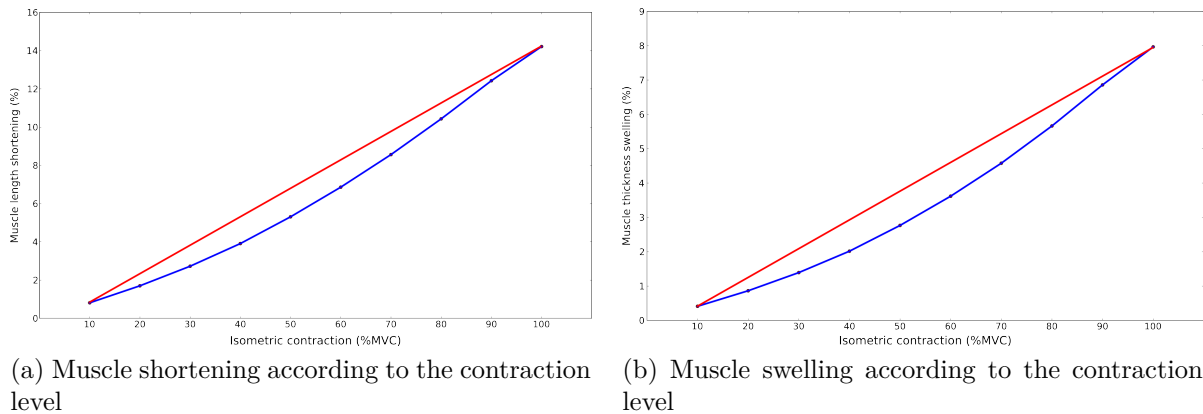 16
14
12
10
8
6
4
2
0
Muscle length shortening (%)
10 20 30 40 50 60 70 80 90 100
Isometric contraction (%MVC)
(a) Muscle shortening according to the contraction
level
9
8
7
6
5
4
3
2
1
0
Muscle thickness swelling (%)
10 20 30 40 50 60 70 80 90 100
Isometric contraction (%MVC)
(b) Muscle swelling according to the contraction
level